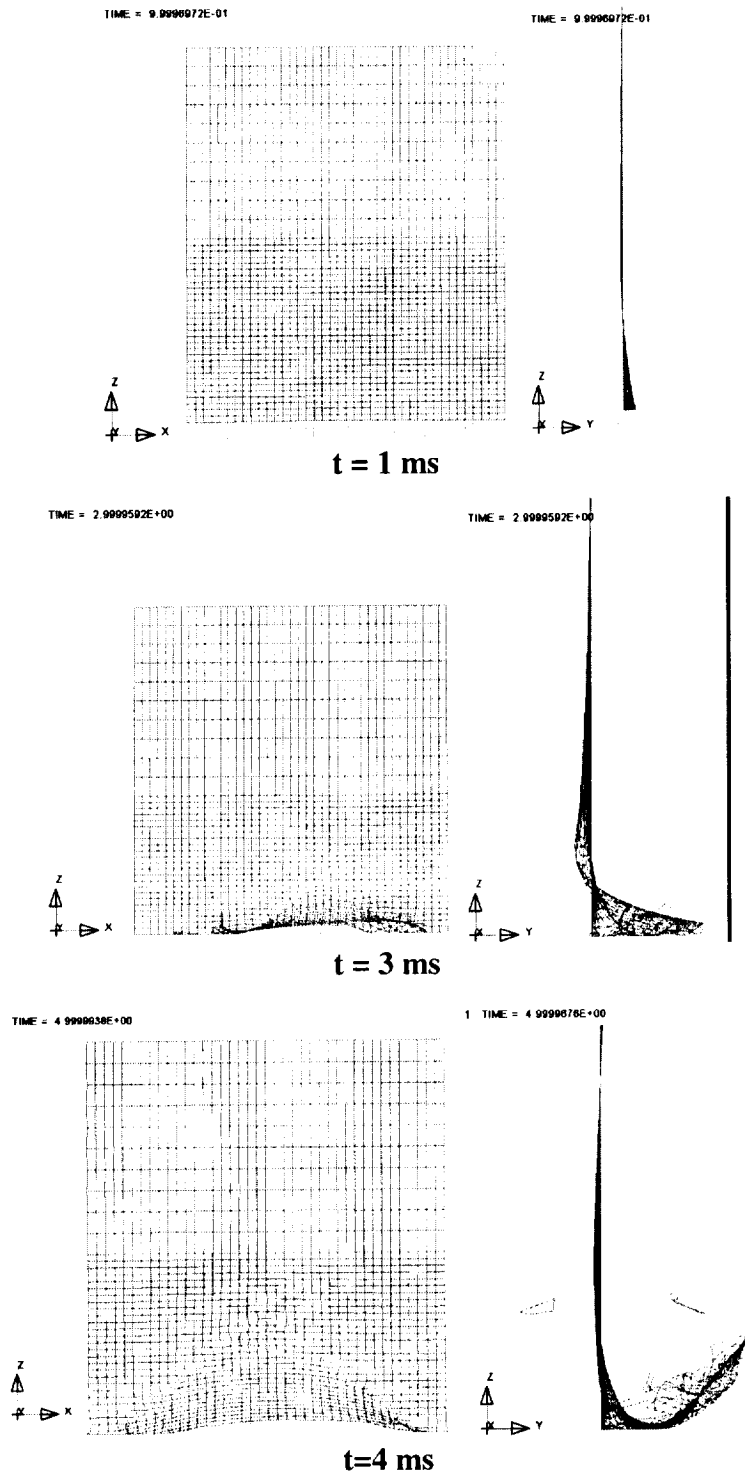 TIME = 9.9996972E-01
TIME = 9.9996972E-01
Z
X
X
Z
X
Y
t = 1 ms
TIME = 2.9999592E+00
TIME = 2.9999592E+00
Z
X
X
Z
X
Y
t = 3 ms
TIME = 4.9999938E+00
1 TIME = 4.9999676E+00
Z
X
X
Z
X
Y
t=4 ms